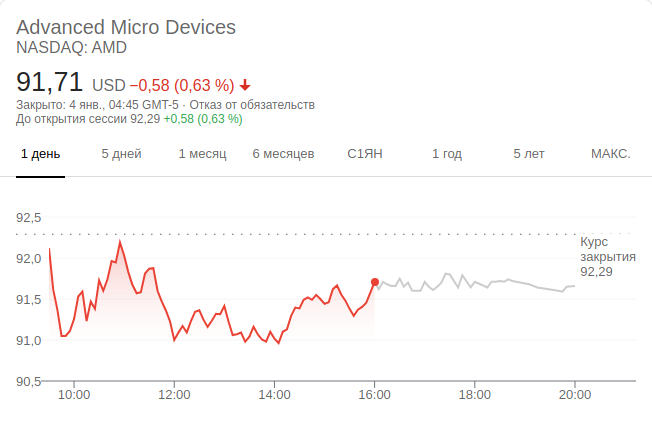 Advanced Micro Devices
NASDAQ: AMD
91,71 USD −0,58 (0,63 %)
Закрыто: 4 янв., 04:45 GMT-5 · Отказ от обязательств
До открытия сессии 92,29 +0,58 (0,63 %)
1 день 5 дней 1 месяц 6 месяцев С1ЯН 1 год 5 лет МАКС.
92,5
Курс
закрытия
92,29
92,0
91,5
91,0
90,5
10:00 12:00 14:00 16:00 18:00 20:00